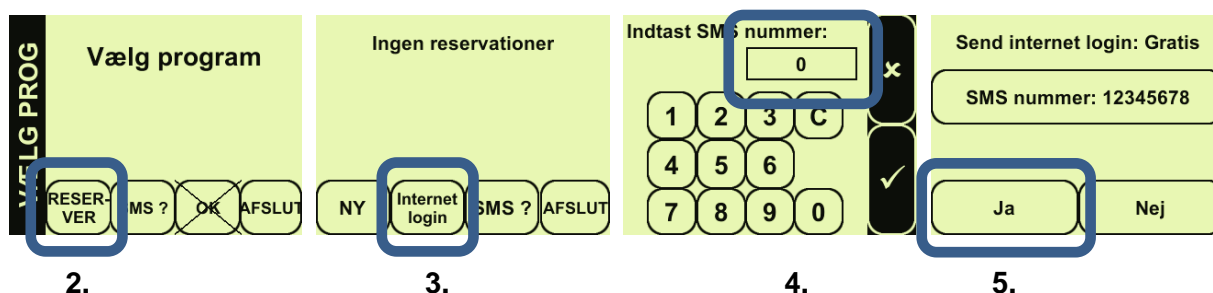 VÆLG PROG
Vælg program
RESER-
VER
SMS ?
OK
AFSLUT
2.
Ingen reservationer
NY
Internet
login
SMS ?
AFSLUT
3.
Indtast SMS nummer:
0
1 2 3 C
4 5 6
7 8 9 0
4.
Send internet login: Gratis
SMS nummer: 12345678
Ja
Nej
5.